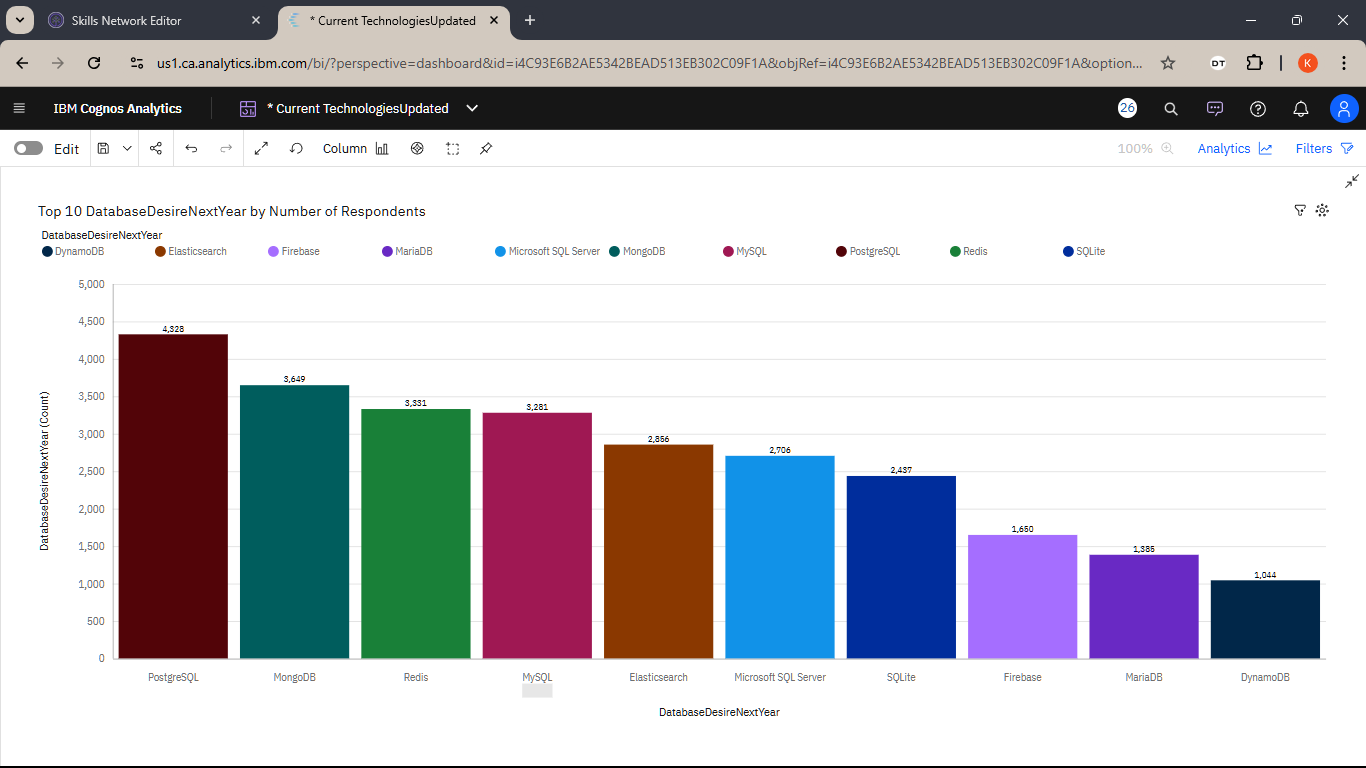 Skills Network Editor
* Current TechnologiesUpdated
us1.ca.analytics.ibm.com/bi/?perspective=dashboard&id=i4C93E6B2AE5342BEAD513EB302C09F1A&objRef=i4C93E6B2AE5342BEAD513EB302C09F1A&option...
DT
K
IBM Cognos Analytics
* Current TechnologiesUpdated
26
Edit
Column
100%
Analytics
Filters
Top 10 DatabaseDesireNextYear by Number of Respondents
DatabaseDesireNextYear
DynamoDB Elasticsearch Firebase MariaDB Microsoft SQL Server MongoDB MySQL PostgreSQL Redis SQLite
DatabaseDesireNextYear (Count)
5,000
4,500
4,000
3,500
3,000
2,500
2,000
1,500
1,000
500
0
4,328
3,649
3,331
3,281
2,856
2,706
2,437
1,650
1,385
1,044
PostgreSQL MongoDB Redis MySQL Elasticsearch Microsoft SQL Server SQLite Firebase MariaDB DynamoDB
DatabaseDesireNextYear